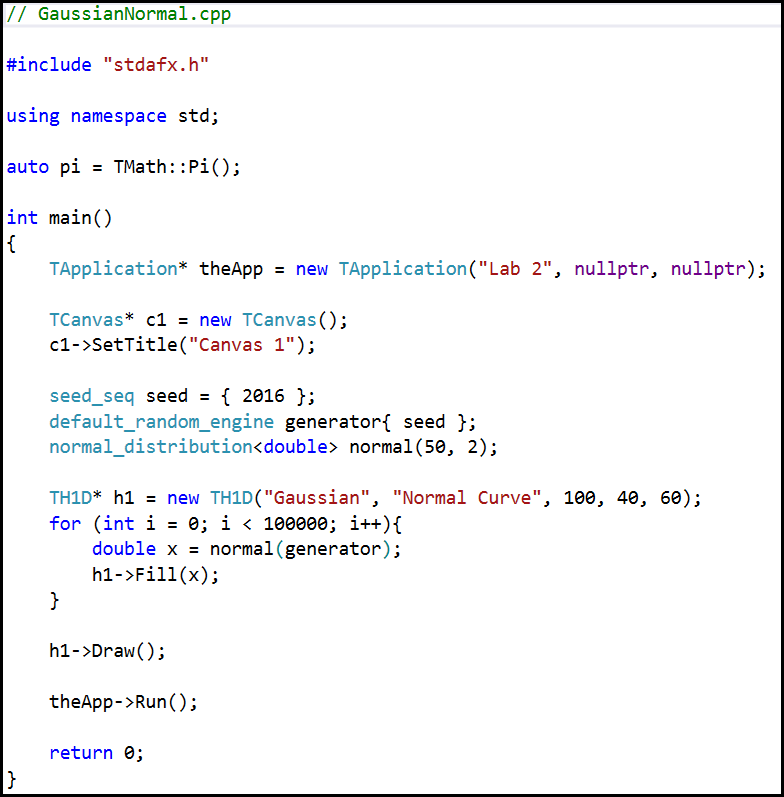 // GaussianNormal.cpp
#include "stdafx.h"
using namespace std;
auto pi = TMath::Pi();
int main()
{
    TApplication* theApp = new TApplication("Lab 2", nullptr, nullptr);
    TCanvas* c1 = new TCanvas();
    c1->SetTitle("Canvas 1");
    seed_seq seed = { 2016 };
    default_random_engine generator{ seed };
    normal_distribution<double> normal(50, 2);
    TH1D* h1 = new TH1D("Gaussian", "Normal Curve", 100, 40, 60);
    for (int i = 0; i < 100000; i++){
        double x = normal(generator);
        h1->Fill(x);
    }
    h1->Draw();
    theApp->Run();
    return 0;
}